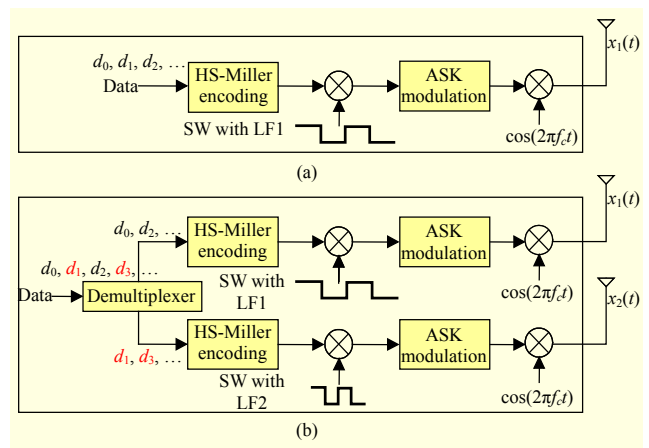 d0, d1, d2, …
Data
HS-Miller
encoding
SW with LF1
ASK
modulation
cos(2πfct)
x1(t)
(a)
d0, d1, d2, d3, …
Data
Demultiplexer
d0, d2, …
HS-Miller
encoding
SW with
LF1
ASK
modulation
cos(2πfct)
x1(t)
d1, d3, …
HS-Miller
encoding
SW with
LF2
ASK
modulation
cos(2πfct)
x2(t)
(b)